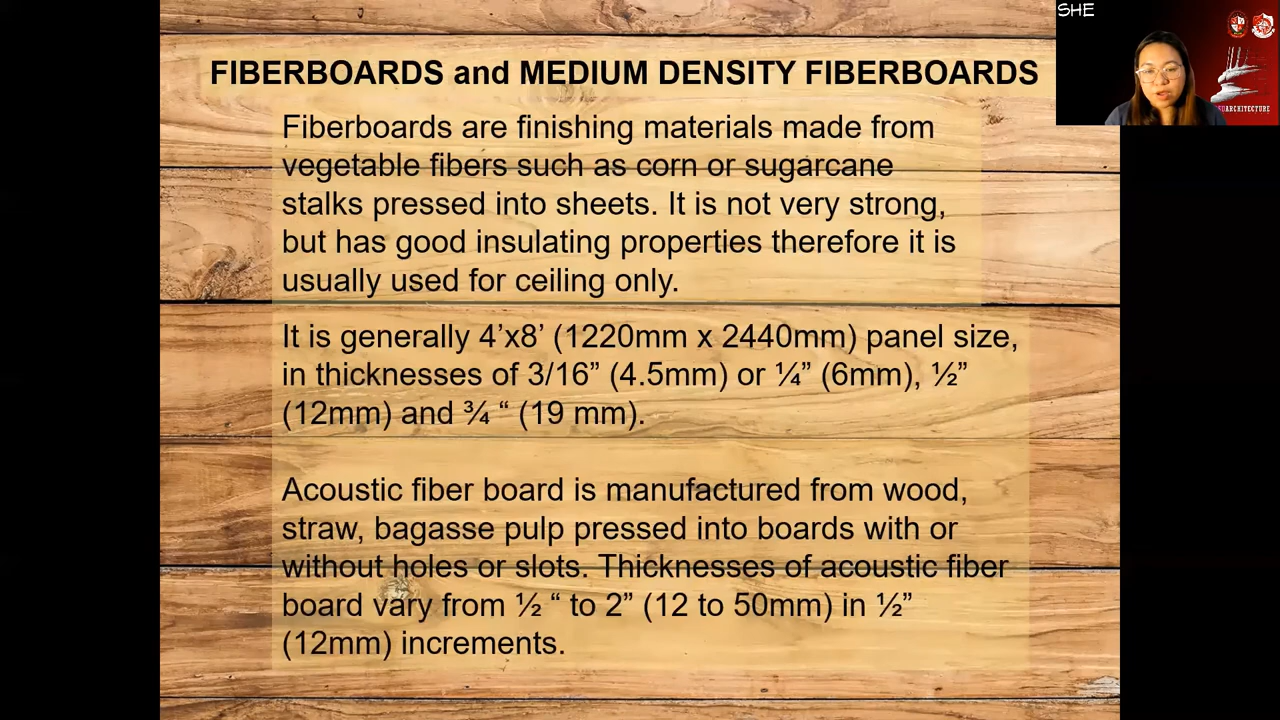 SHE
FIBERBOARDS and MEDIUM DENSITY FIBERBOARDS
Fiberboards are finishing materials made from
vegetable fibers such as corn or sugarcane
stalks pressed into sheets. It is not very strong,
but has good insulating properties therefore it is
usually used for ceiling only.
It is generally 4’x8’ (1220mm x 2440mm) panel size,
in thicknesses of 3/16” (4.5mm) or ¼” (6mm), ½”
(12mm) and ¾ “ (19 mm).
Acoustic fiber board is manufactured from wood,
straw, bagasse pulp pressed into boards with or
without holes or slots. Thicknesses of acoustic fiber
board vary from ½ “ to 2” (12 to 50mm) in ½”
(12mm) increments.